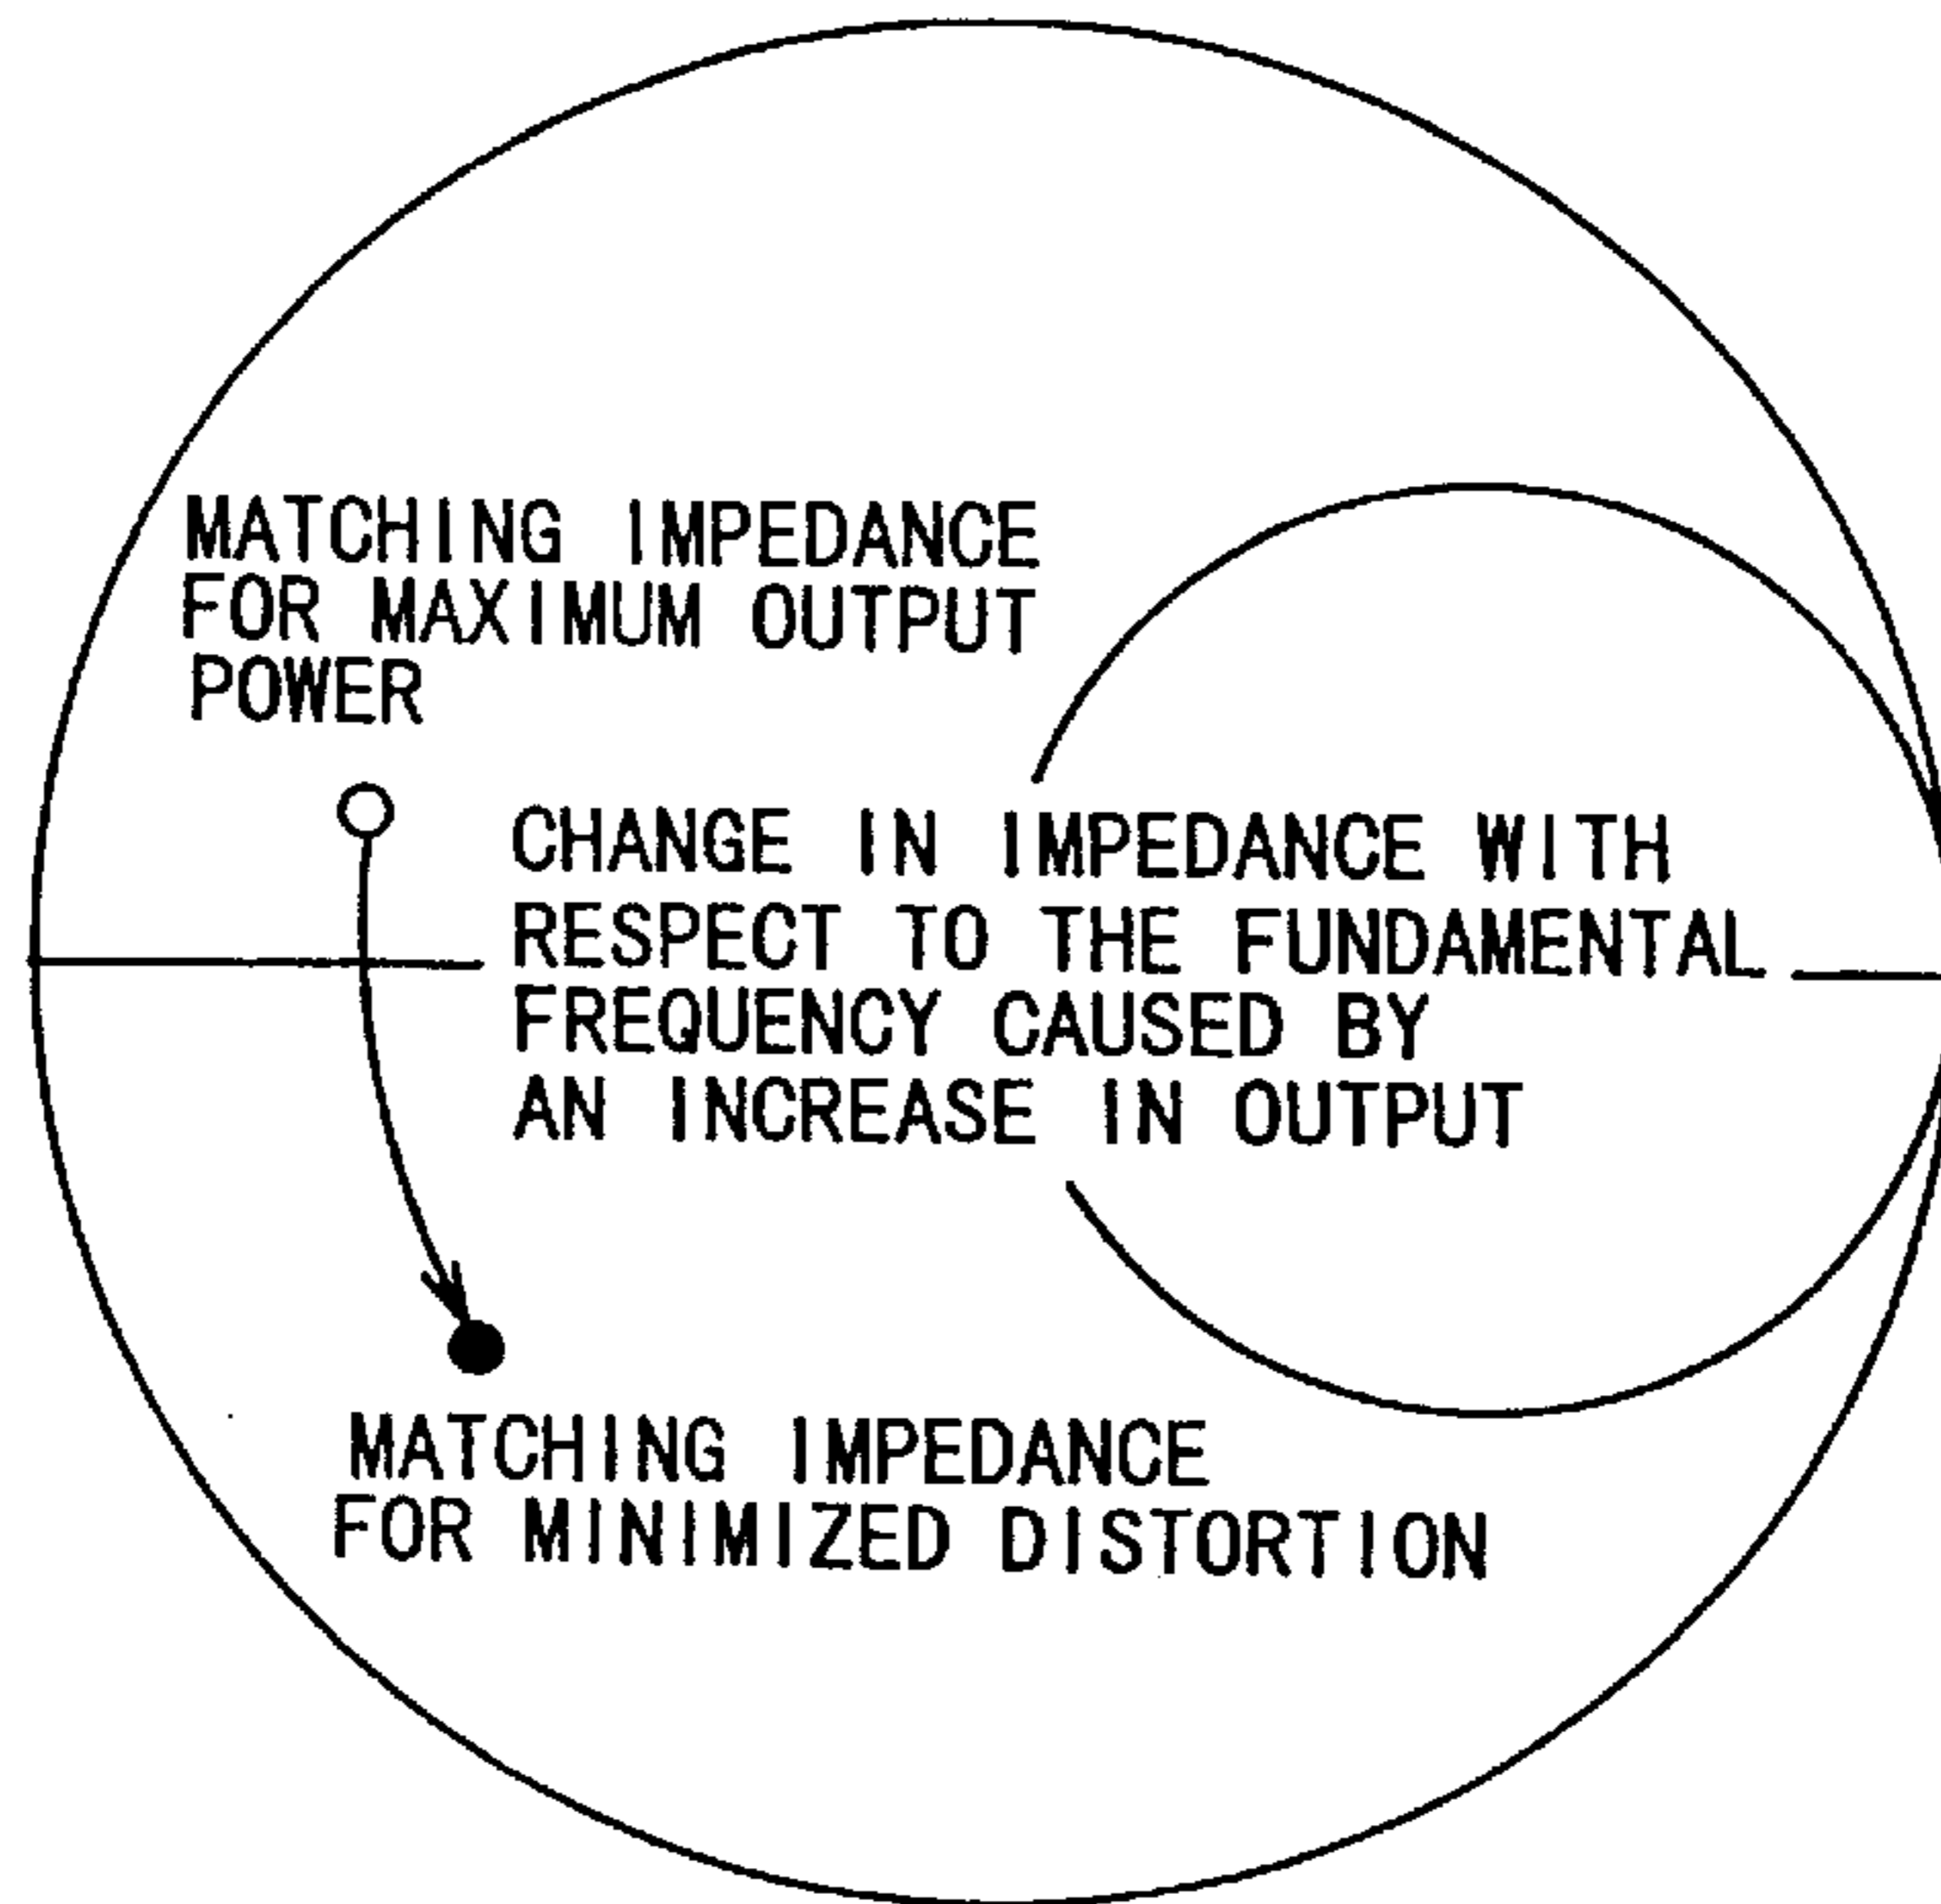 MATCHING IMPEDANCE
FOR MAXIMUM OUTPUT
POWER
CHANGE IN IMPEDANCE WITH
RESPECT TO THE FUNDAMENTAL
FREQUENCY CAUSED BY
AN INCREASE IN OUTPUT
MATCHING IMPEDANCE
FOR MINIMIZED DISTORTION